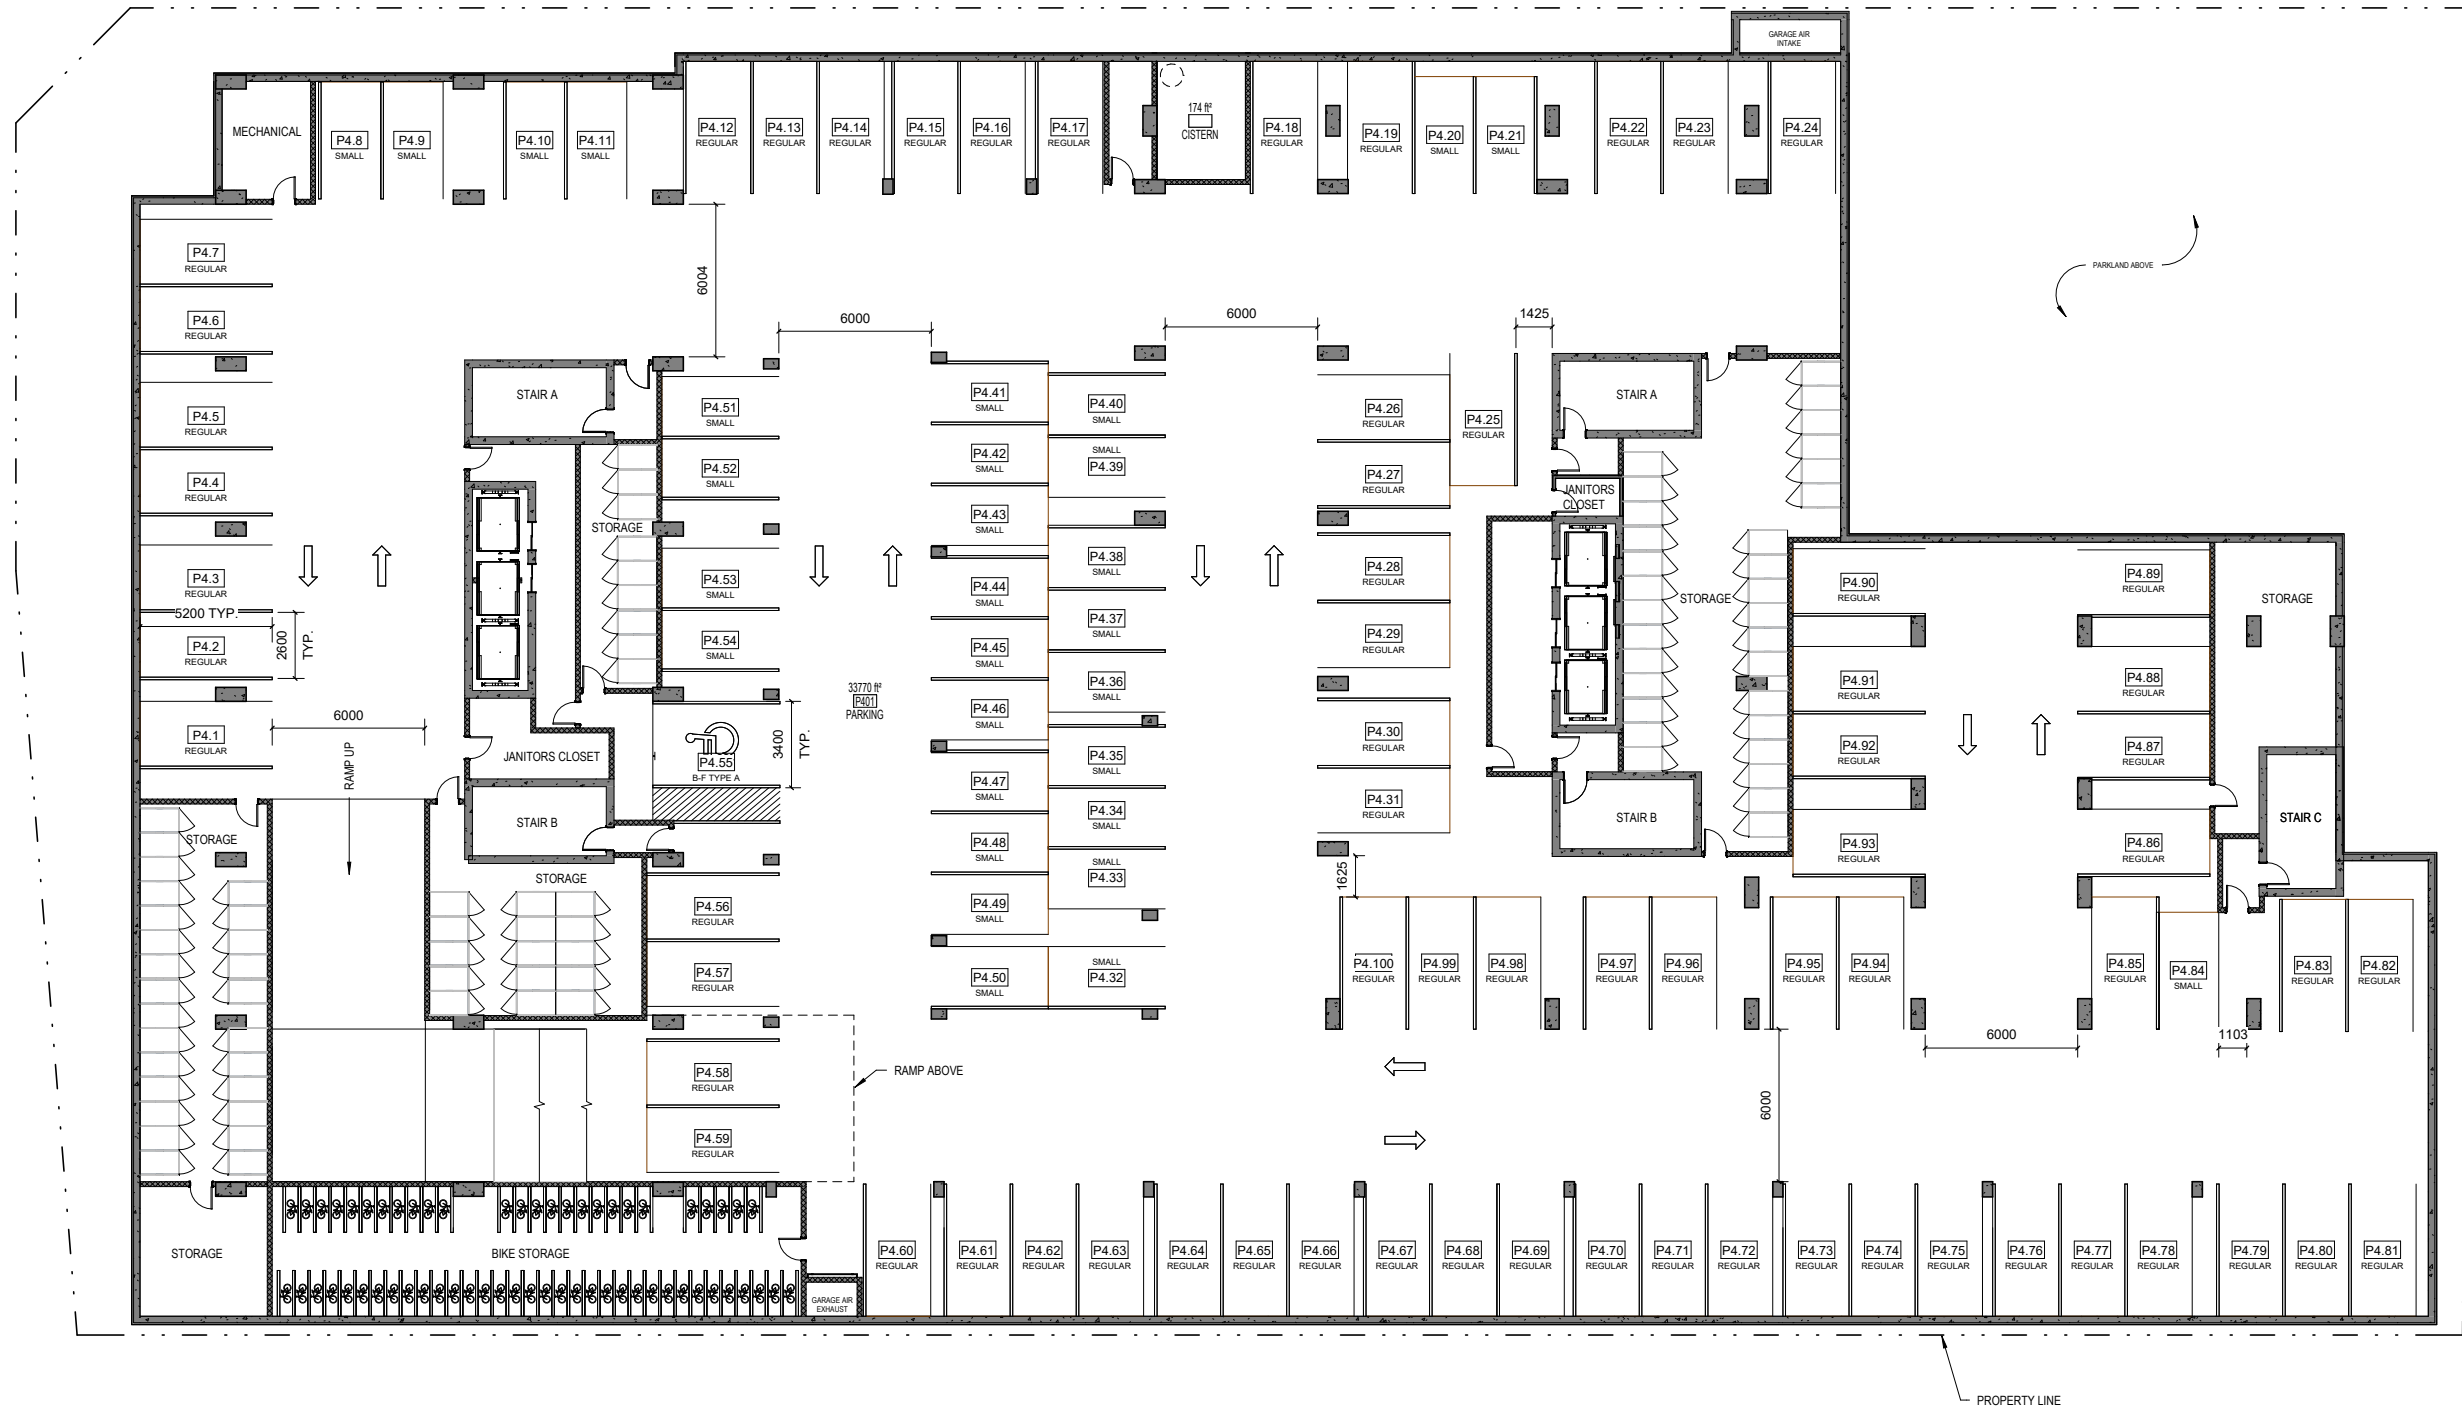 GARAGE AIR
INTAKE
MECHANICAL
P4.8
SMALL
P4.9
SMALL
P4.10
SMALL
P4.11
SMALL
P4.12
REGULAR
P4.13
REGULAR
P4.14
REGULAR
P4.15
REGULAR
P4.16
REGULAR
P4.17
REGULAR
174 ft²
CISTERN
P4.18
REGULAR
P4.19
REGULAR
P4.20
SMALL
P4.21
SMALL
P4.22
REGULAR
P4.23
REGULAR
P4.24
REGULAR
PARKLAND ABOVE
P4.7
REGULAR
P4.6
REGULAR
P4.5
REGULAR
P4.4
REGULAR
P4.3
REGULAR
5200 TYP.
P4.2
REGULAR
2600
TYP.
P4.1
REGULAR
6000
RAMP UP
6004
6000
6000
1425
STAIR A
STORAGE
JANITORS CLOSET
STAIR B
STORAGE
STORAGE
P4.51
SMALL
P4.52
SMALL
P4.53
SMALL
P4.54
SMALL
P4.55
B-F TYPE A
3400
TYP.
33770 ft²
P401
PARKING
P4.56
REGULAR
P4.57
REGULAR
P4.58
REGULAR
P4.59
REGULAR
RAMP ABOVE
P4.41
SMALL
P4.42
SMALL
P4.43
SMALL
P4.44
SMALL
P4.45
SMALL
P4.46
SMALL
P4.47
SMALL
P4.48
SMALL
P4.49
SMALL
P4.50
SMALL
P4.40
SMALL
SMALL
P4.39
P4.38
SMALL
P4.37
SMALL
P4.36
SMALL
P4.35
SMALL
P4.34
SMALL
SMALL
P4.33
SMALL
P4.32
P4.26
REGULAR
P4.25
REGULAR
P4.27
REGULAR
P4.28
REGULAR
P4.29
REGULAR
P4.30
REGULAR
P4.31
REGULAR
1625
STAIR A
JANITORS
CLOSET
STORAGE
STAIR B
P4.90
REGULAR
P4.91
REGULAR
P4.92
REGULAR
P4.93
REGULAR
P4.89
REGULAR
P4.88
REGULAR
P4.87
REGULAR
P4.86
REGULAR
STORAGE
STAIR C
P4.100
REGULAR
P4.99
REGULAR
P4.98
REGULAR
P4.97
REGULAR
P4.96
REGULAR
P4.95
REGULAR
P4.94
REGULAR
P4.85
REGULAR
P4.84
SMALL
P4.83
REGULAR
P4.82
REGULAR
6000
1103
6000
STORAGE
BIKE STORAGE
GARAGE AIR
EXHAUST
P4.60
REGULAR
P4.61
REGULAR
P4.62
REGULAR
P4.63
REGULAR
P4.64
REGULAR
P4.65
REGULAR
P4.66
REGULAR
P4.67
REGULAR
P4.68
REGULAR
P4.69
REGULAR
P4.70
REGULAR
P4.71
REGULAR
P4.72
REGULAR
P4.73
REGULAR
P4.74
REGULAR
P4.75
REGULAR
P4.76
REGULAR
P4.77
REGULAR
P4.78
REGULAR
P4.79
REGULAR
P4.80
REGULAR
P4.81
REGULAR
PROPERTY LINE